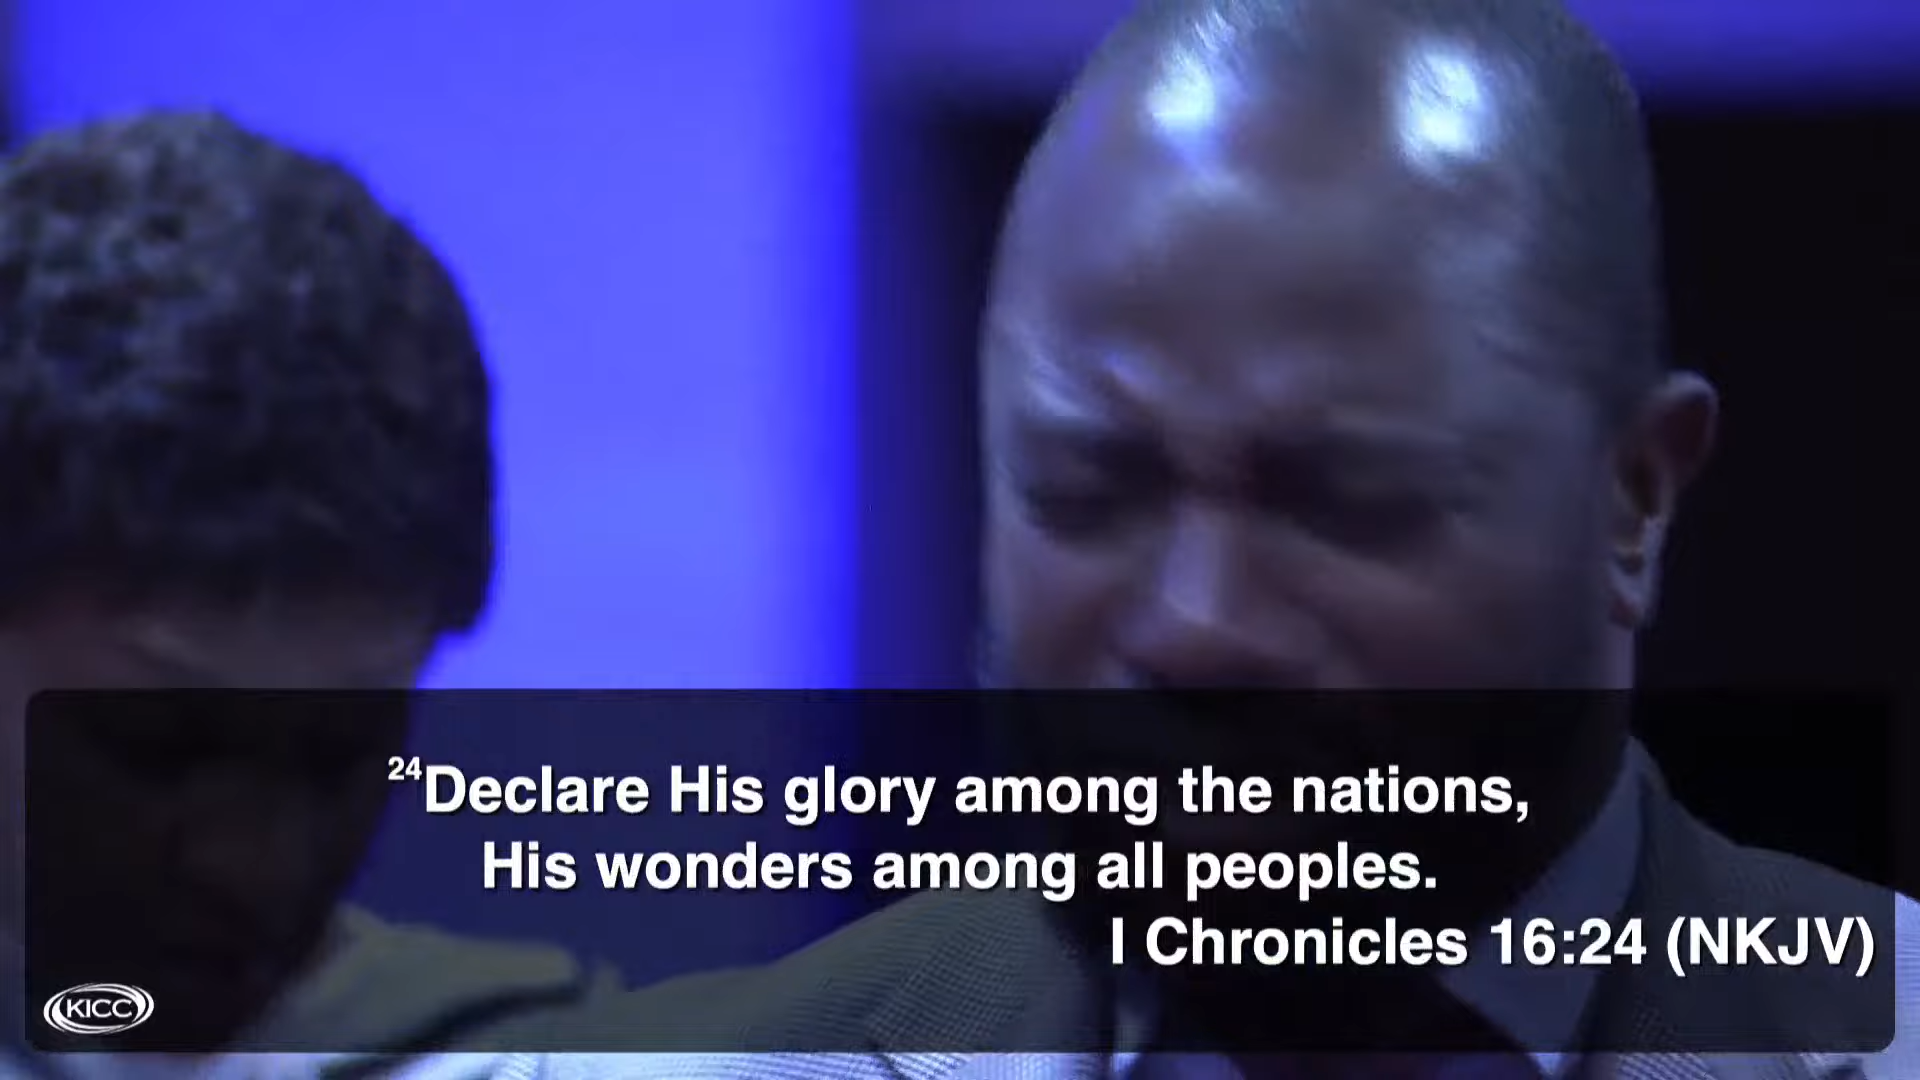 24Declare His glory among the nations,
His wonders among all peoples.
I Chronicles 16:24 (NKJV)
KICC